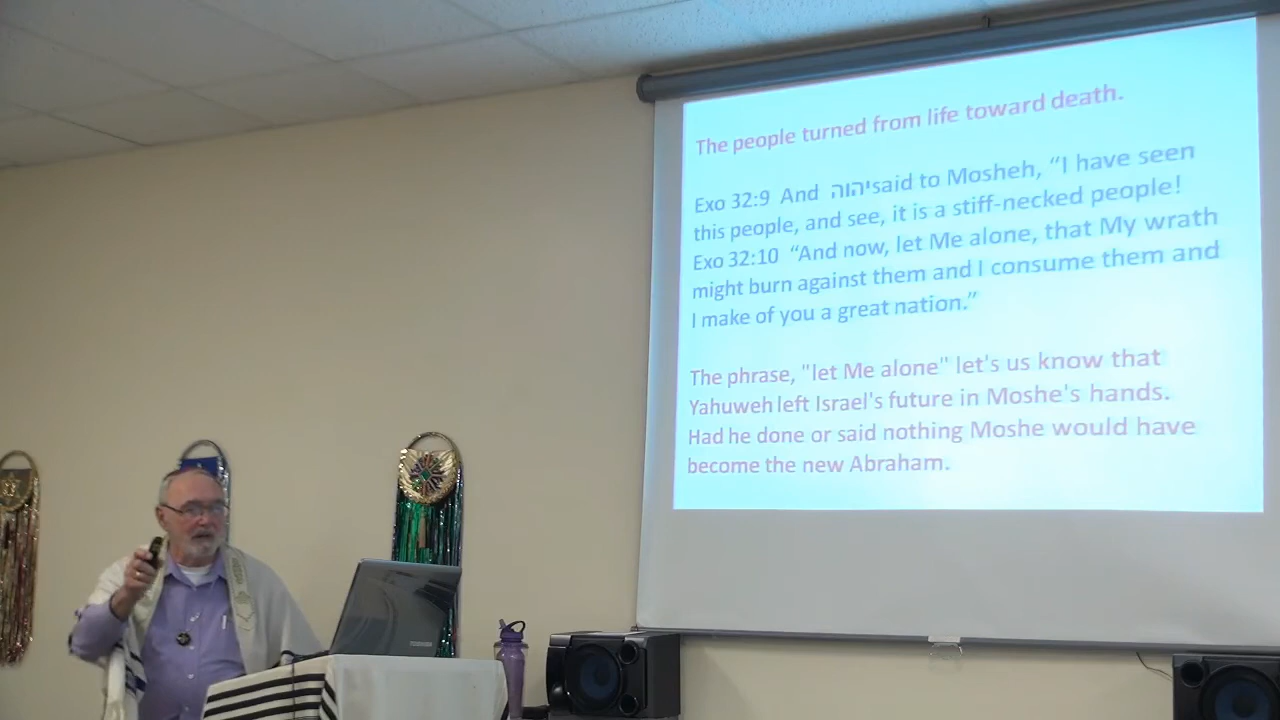 The people turned from life toward death.
Exo 32:9 And יהוה said to Mosheh, “I have seen
this people, and see, it is a stiff-necked people!
Exo 32:10 “And now, let Me alone, that My wrath
might burn against them and I consume them and
I make of you a great nation.”
The phrase, "let Me alone" let's us know that
Yahuweh left Israel's future in Moshe's hands.
Had he done or said nothing Moshe would have
become the new Abraham.
TOSHIBA